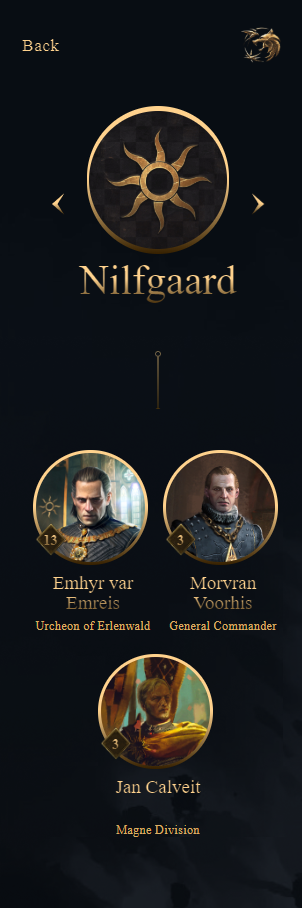 Back
Nilfgaard
13
3
Emhyr var
Emreis
Morvran
Voorhis
Urcheon of Erlenwald
General Commander
3
Jan Calveit
Magne Division